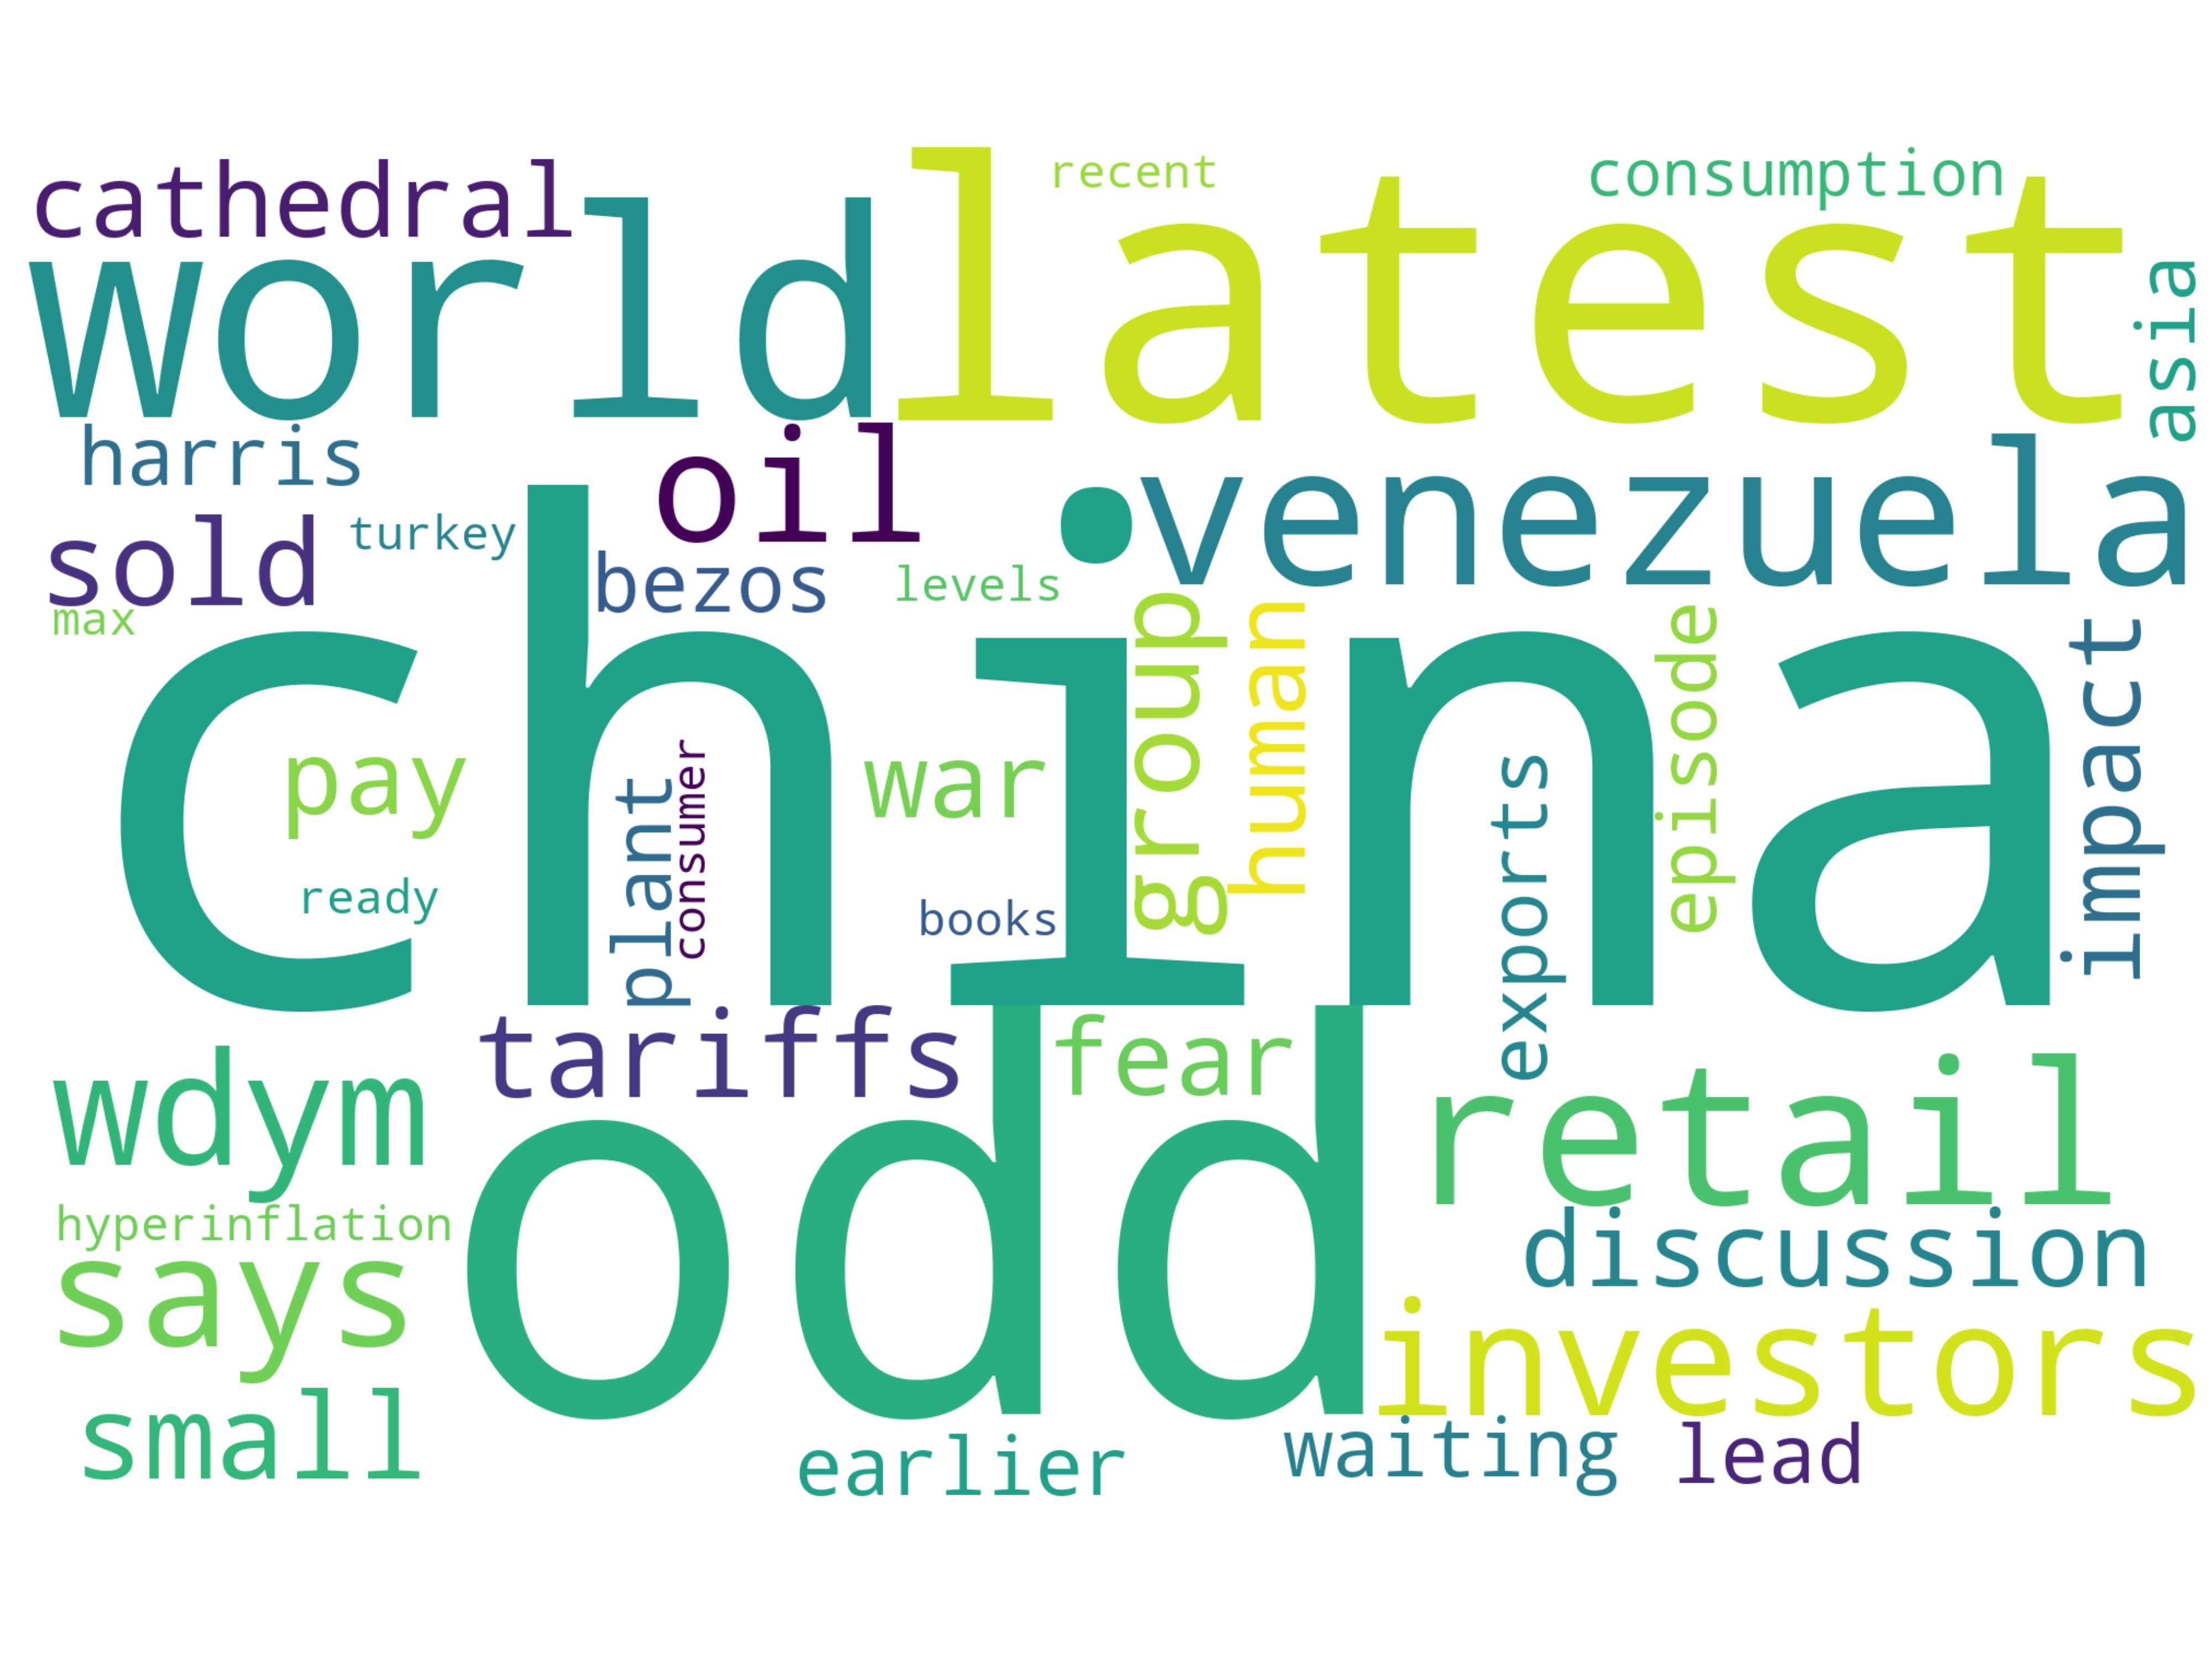 cathedral
recent
consumption
world
latest
asia
harris
oil
venezuela
sold
turkey
bezos
levels
max
china
group
human
episode
impact
pay
plant
consumer
war
exports
ready
books
tariffs
fear
wdym
odd
retail
hyperinflation
discussion
says
investors
small
earlier
waiting
lead